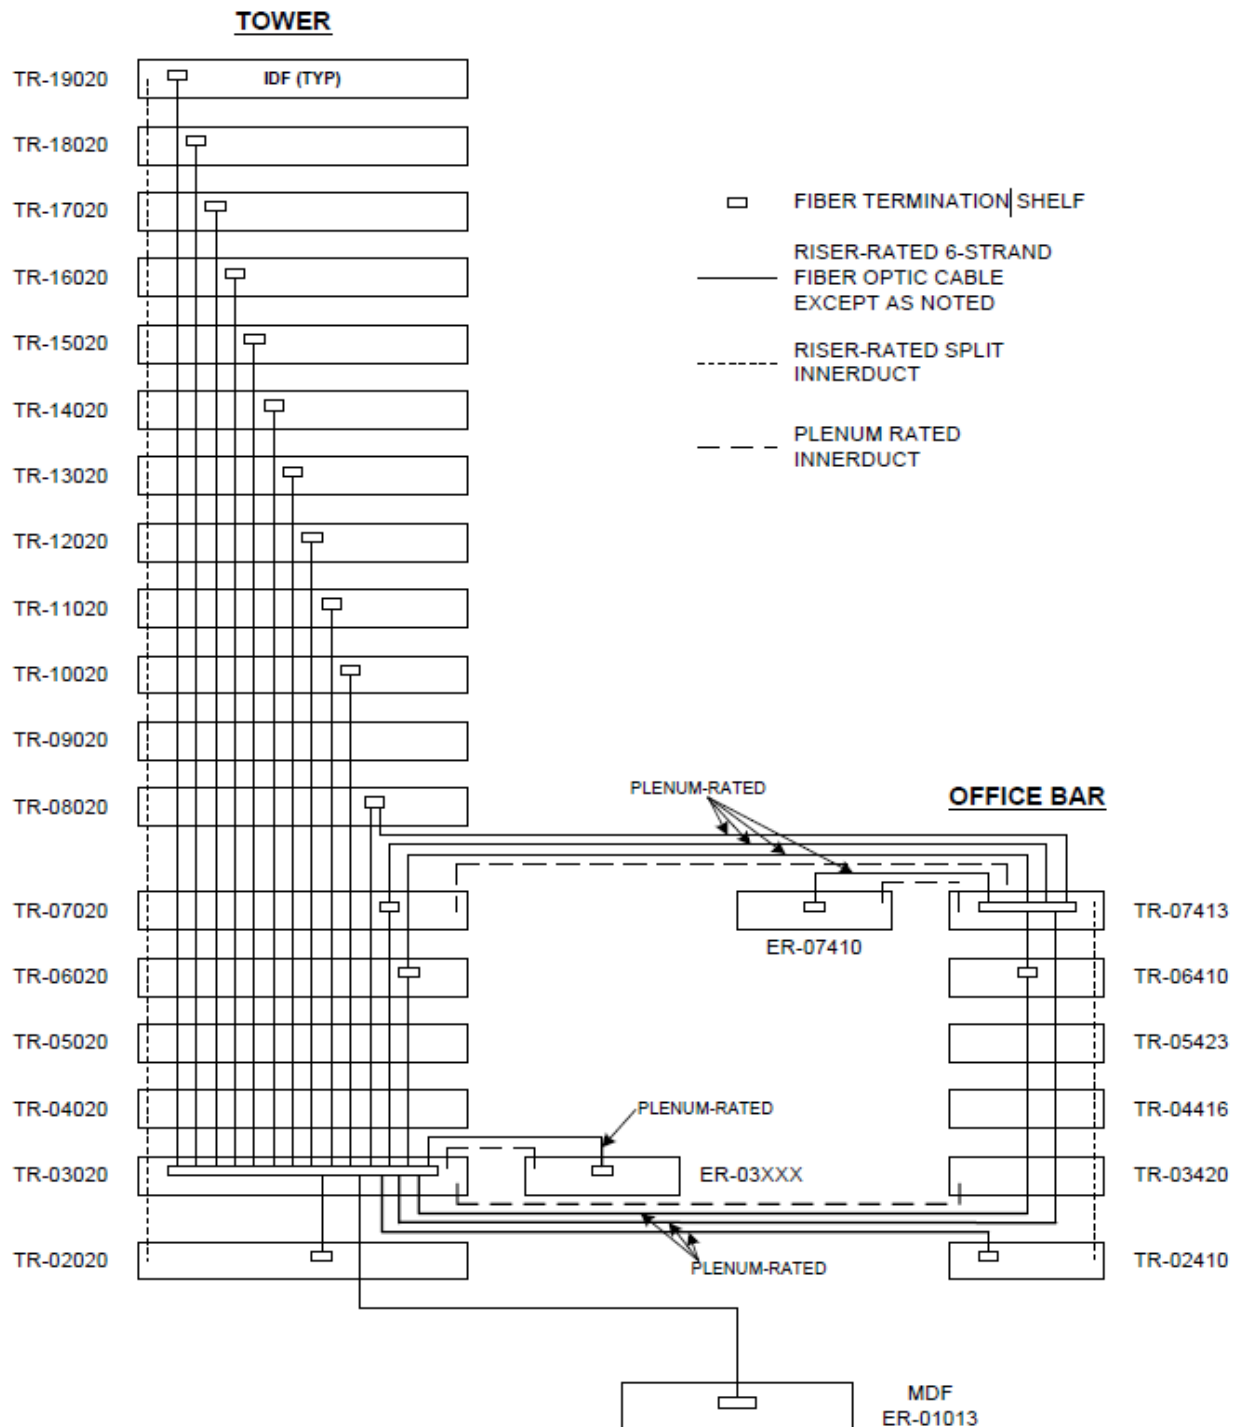 TOWER
TR-19020
IDF (TYP)
TR-18020
TR-17020
FIBER TERMINATION SHELF
RISER-RATED 6-STRAND
FIBER OPTIC CABLE
EXCEPT AS NOTED
TR-16020
TR-15020
RISER-RATED SPLIT
INNERDUCT
TR-14020
PLENUM RATED
INNERDUCT
TR-13020
TR-12020
TR-11020
TR-10020
TR-09020
TR-08020
PLENUM-RATED
OFFICE BAR
TR-07020
ER-07410
TR-07413
TR-06020
TR-06410
TR-05020
TR-05423
TR-04020
PLENUM-RATED
TR-04416
TR-03020
ER-03XXX
TR-03420
TR-02020
PLENUM-RATED
TR-02410
MDF
ER-01013